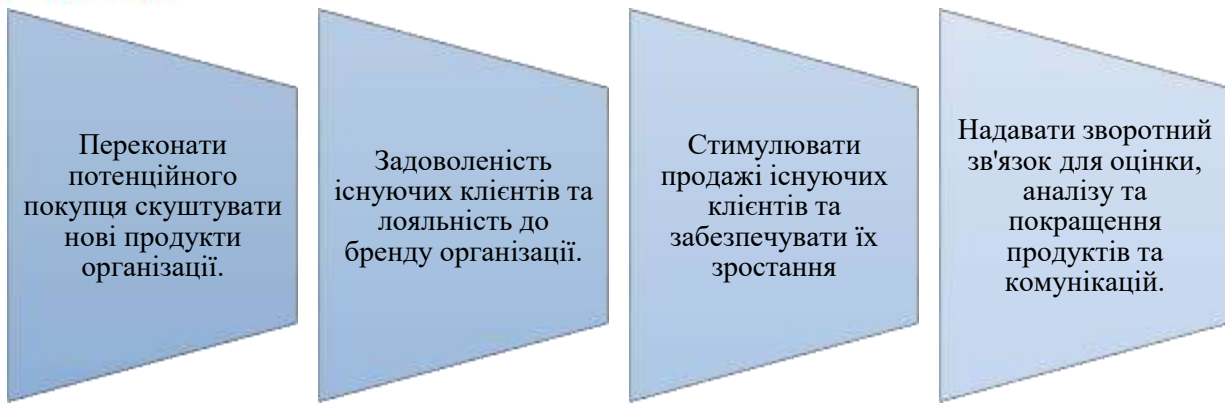 Переконати
потенційного
покупця скуштувати
нові продукти
організації.
Задоволеність
існуючих клієнтів та
лояльність до
бренду організації.
Стимулювати
продажі існуючих
клієнтів та
забезпечувати їх
зростання
Надавати зворотний
зв'язок для оцінки,
аналізу та
покращення
продуктів та
комунікацій.